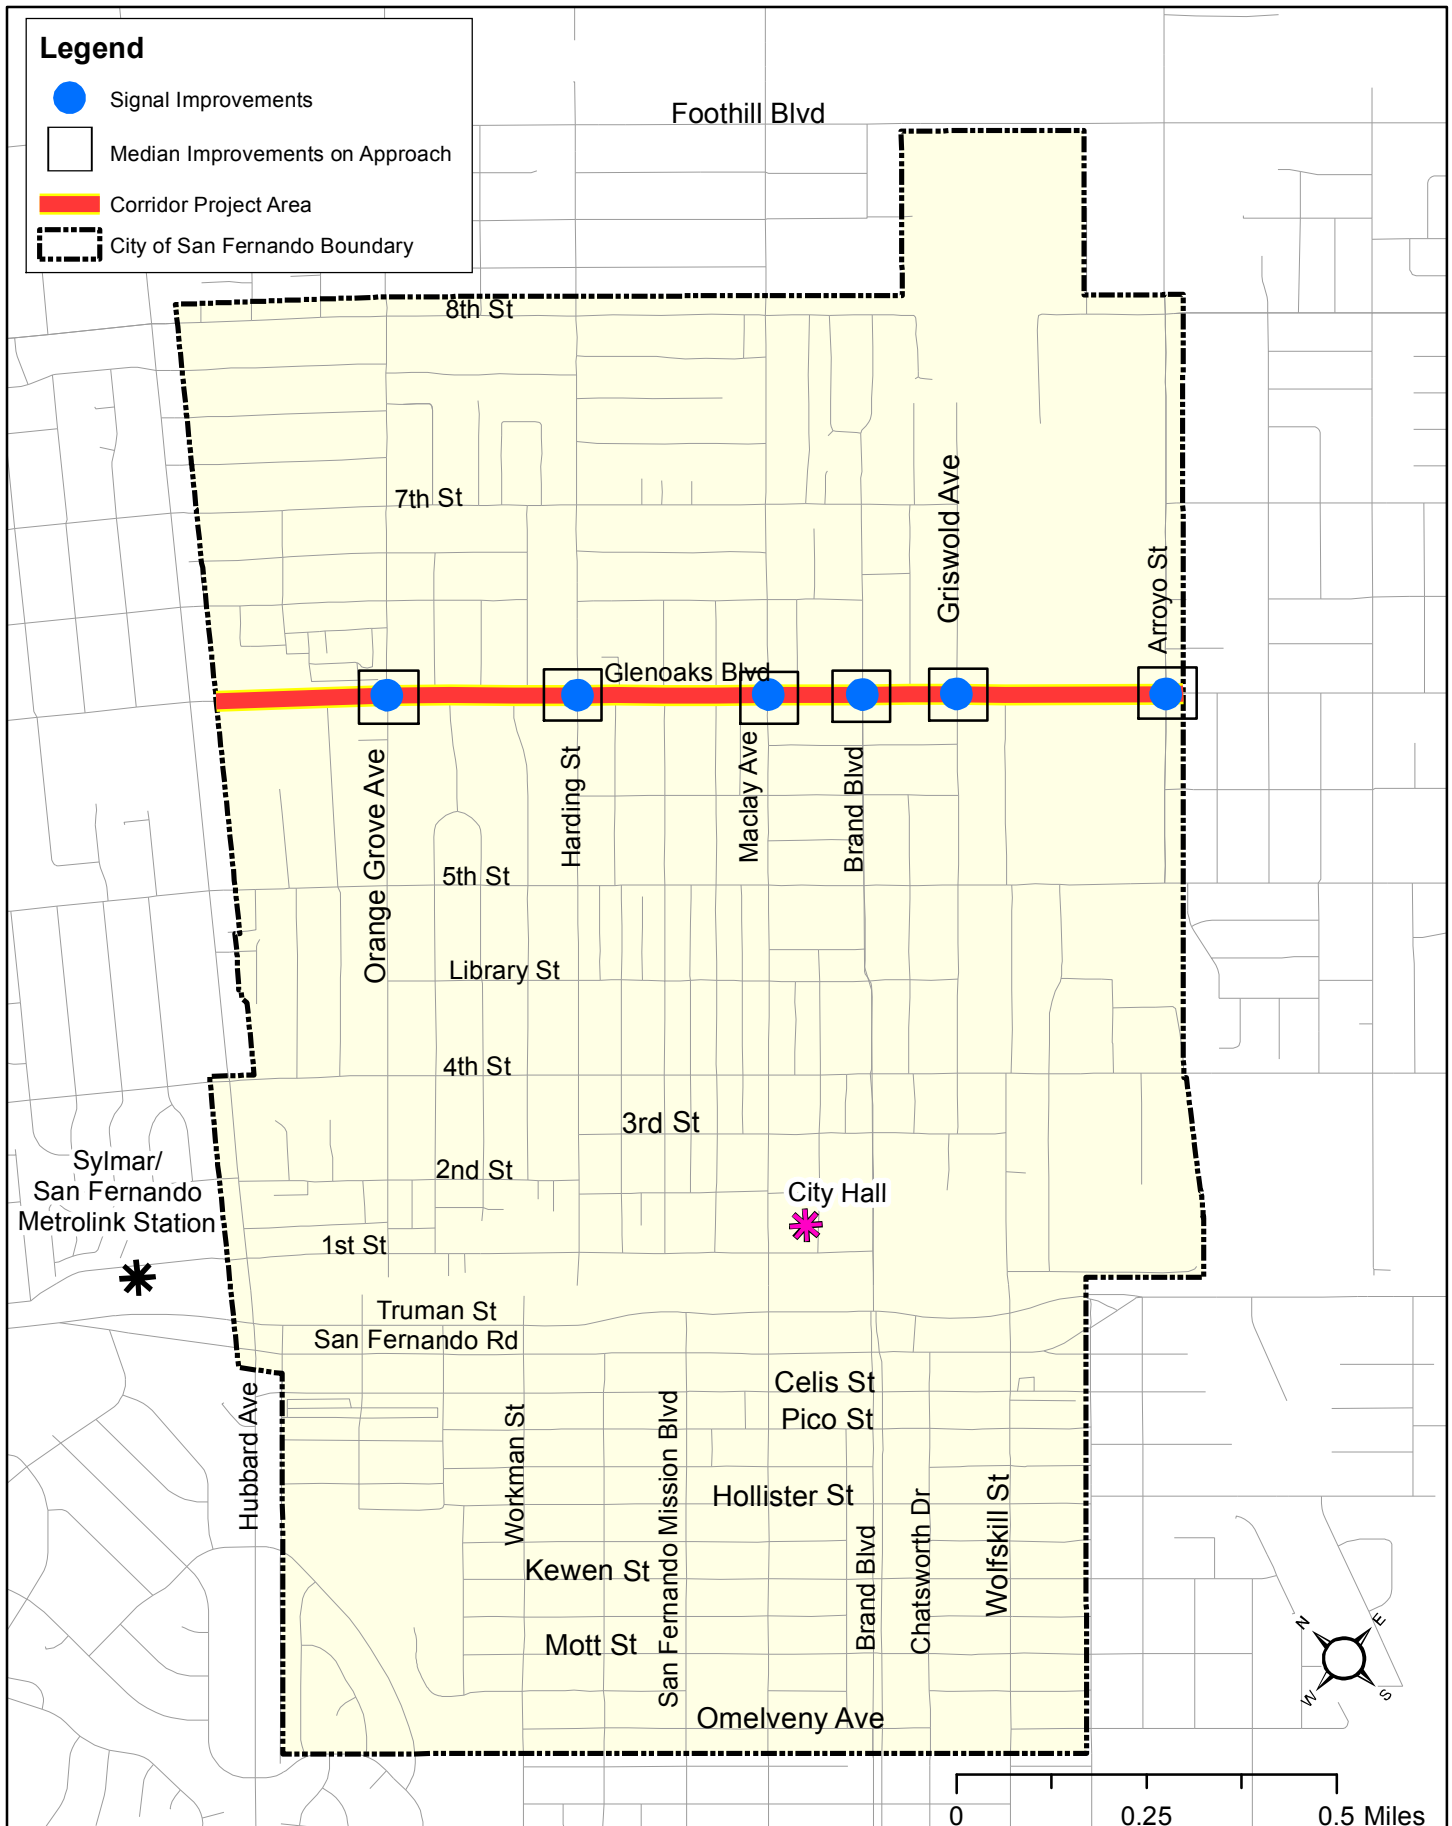 Legend
Signal Improvements
Median Improvements on Approach
Corridor Project Area
City of San Fernando Boundary
Foothill Blvd
8th St
7th St
Griswold Ave
Arroyo St
Glenoaks Blvd
Orange Grove Ave
Harding St
Maclay Ave
Brand Blvd
5th St
Library St
4th St
3rd St
2nd St
Sylmar/
San Fernando
Metrolink Station
City Hall
1st St
Truman St
San Fernando Rd
Celis St
Pico St
Hubbard Ave
Workman St
San Fernando Mission Blvd
Hollister St
Brand Blvd
Chatsworth Dr
Wolfskill St
Kewen St
Mott St
Omelveny Ave
N
E
W
S
0
0.25
0.5 Miles